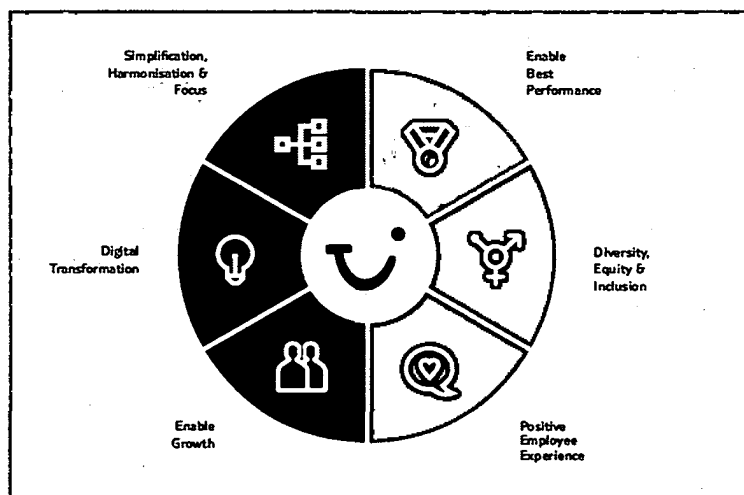 Simplification,
Harmonisation &
Focus
Enable
Best
Performance
Digital
Transformation
Diversity,
Equity &
Inclusion
Enable
Growth
Positive
Employee
Experience